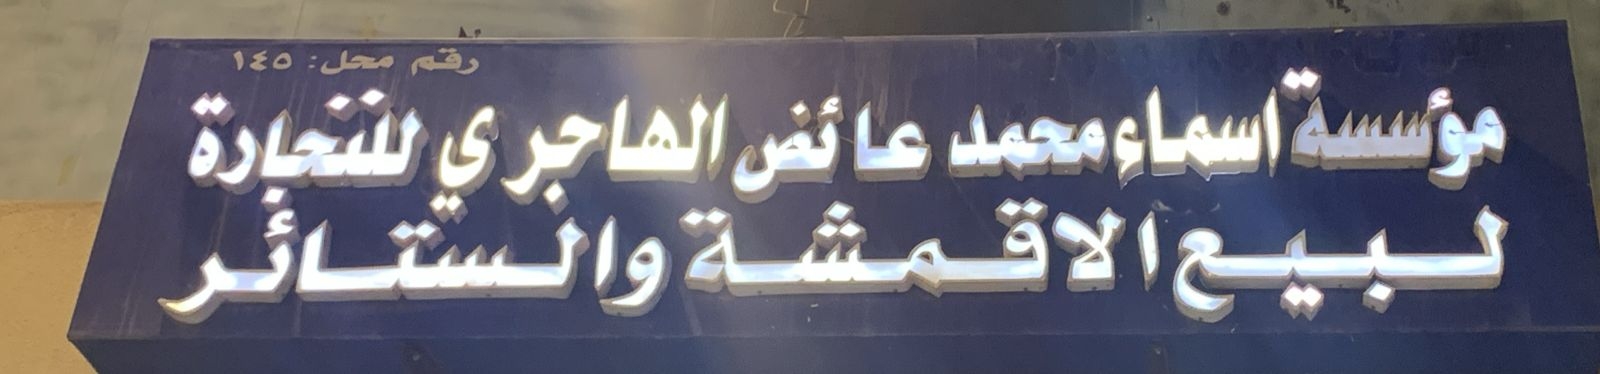 رقم محل: ١٤٥
مؤسسة اسماء محمد عائض الهاجري للتجارة
لبيع الاقمشة والستائر